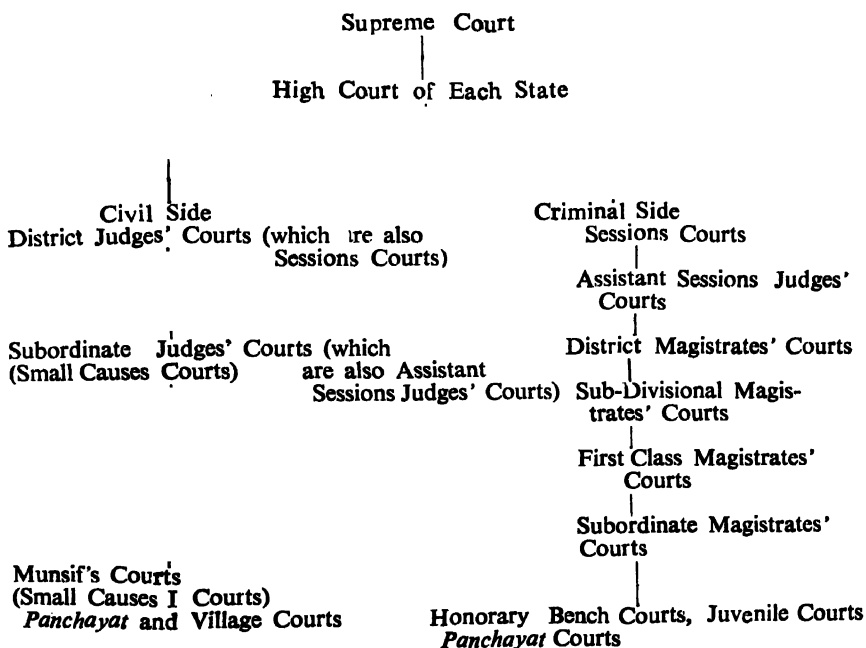 Supreme Court
High Court of Each State
Civil Side
District Judges' Courts (which are also
Sessions Courts)
Subordinate Judges' Courts (which
(Small Causes Courts) are also Assistant
Sessions Judges' Courts)
Munsif's Courts
(Small Causes I Courts)
Panchayat and Village Courts
Criminal Side
Sessions Courts
Assistant Sessions Judges'
Courts
District Magistrates' Courts
Sub-Divisional Magis-
trates' Courts
First Class Magistrates'
Courts
Subordinate Magistrates'
Courts
Honorary Bench Courts, Juvenile Courts
Panchayat Courts